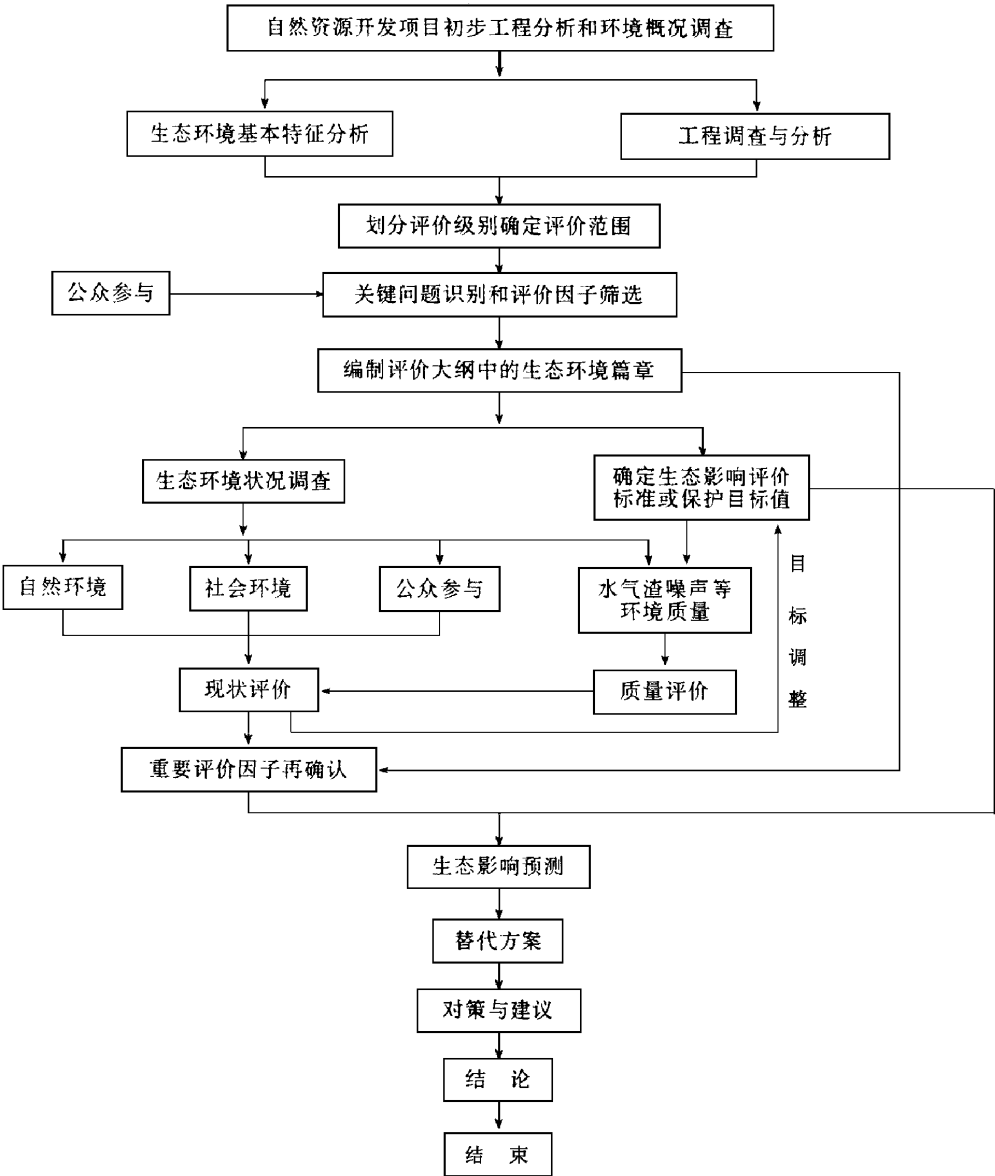 自然资源开发项目初步工程分析和环境概况调查
生态环境基本特征分析
工程调查与分析
划分评价级别确定评价范围
公众参与
关键问题识别和评价因子筛选
编制评价大纲中的生态环境篇章
生态环境状况调查
确定生态影响评价
标准或保护目标值
自然环境
社会环境
公众参与
水气渣噪声等
环境质量
目标调整
现状评价
质量评价
重要评价因子再确认
生态影响预测
替代方案
对策与建议
结 论
结 束